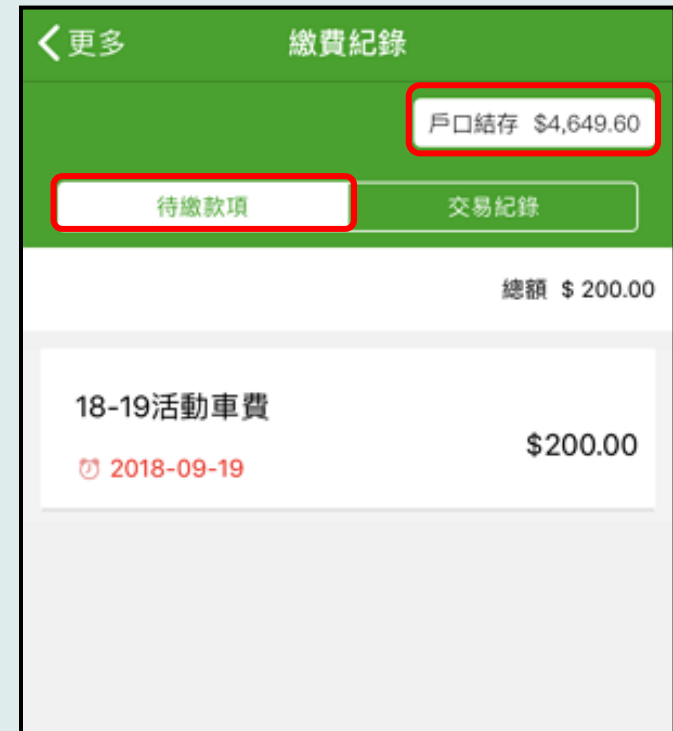 更多 繳費紀錄
戶口結存 $4,649.60
待繳款項 交易紀錄
總額 $ 200.00
18-19活動車費
$200.00
2018-09-19